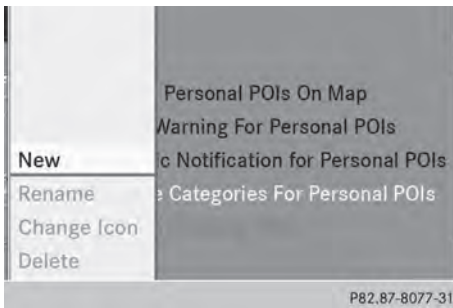 Personal POIs On Map
Warning For Personal POIs
New
ic Notification for Personal POIs
Rename
Categories For Personal POIs
Change Icon
Delete
P82.87-8077-31